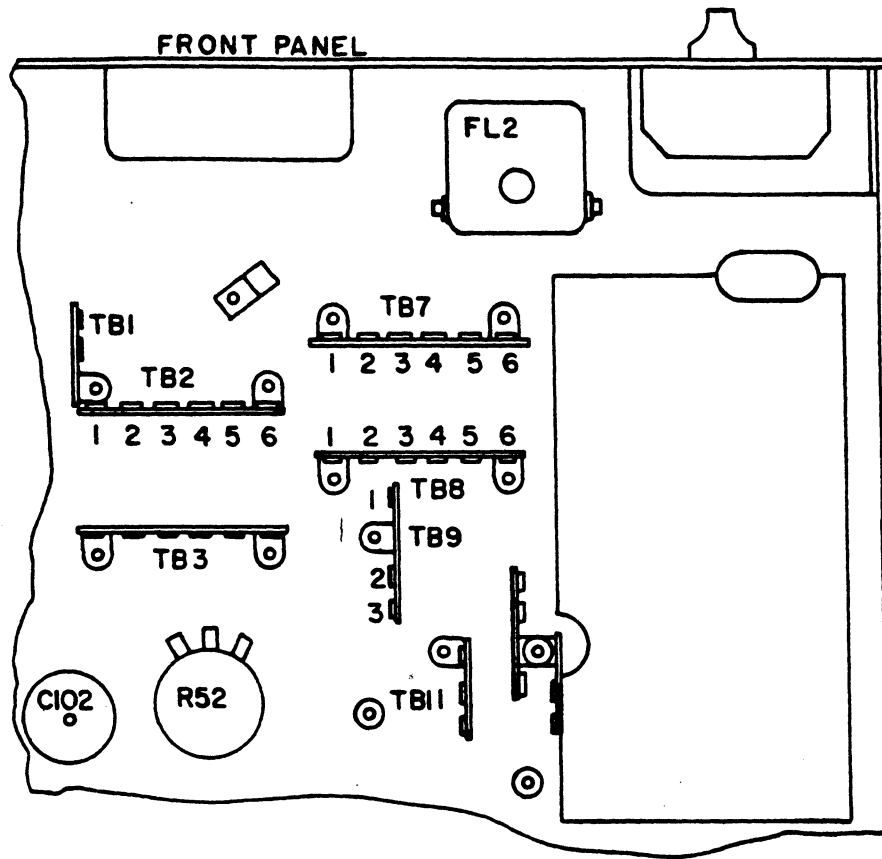 FRONT PANEL
FL2
TB1
TB7
1 2 3 4 5 6
TB2
1 2 3 4 5 6
1 2 3 4 5 6
TB8
1
TB9
TB3
2
3
C102
R52
TB11